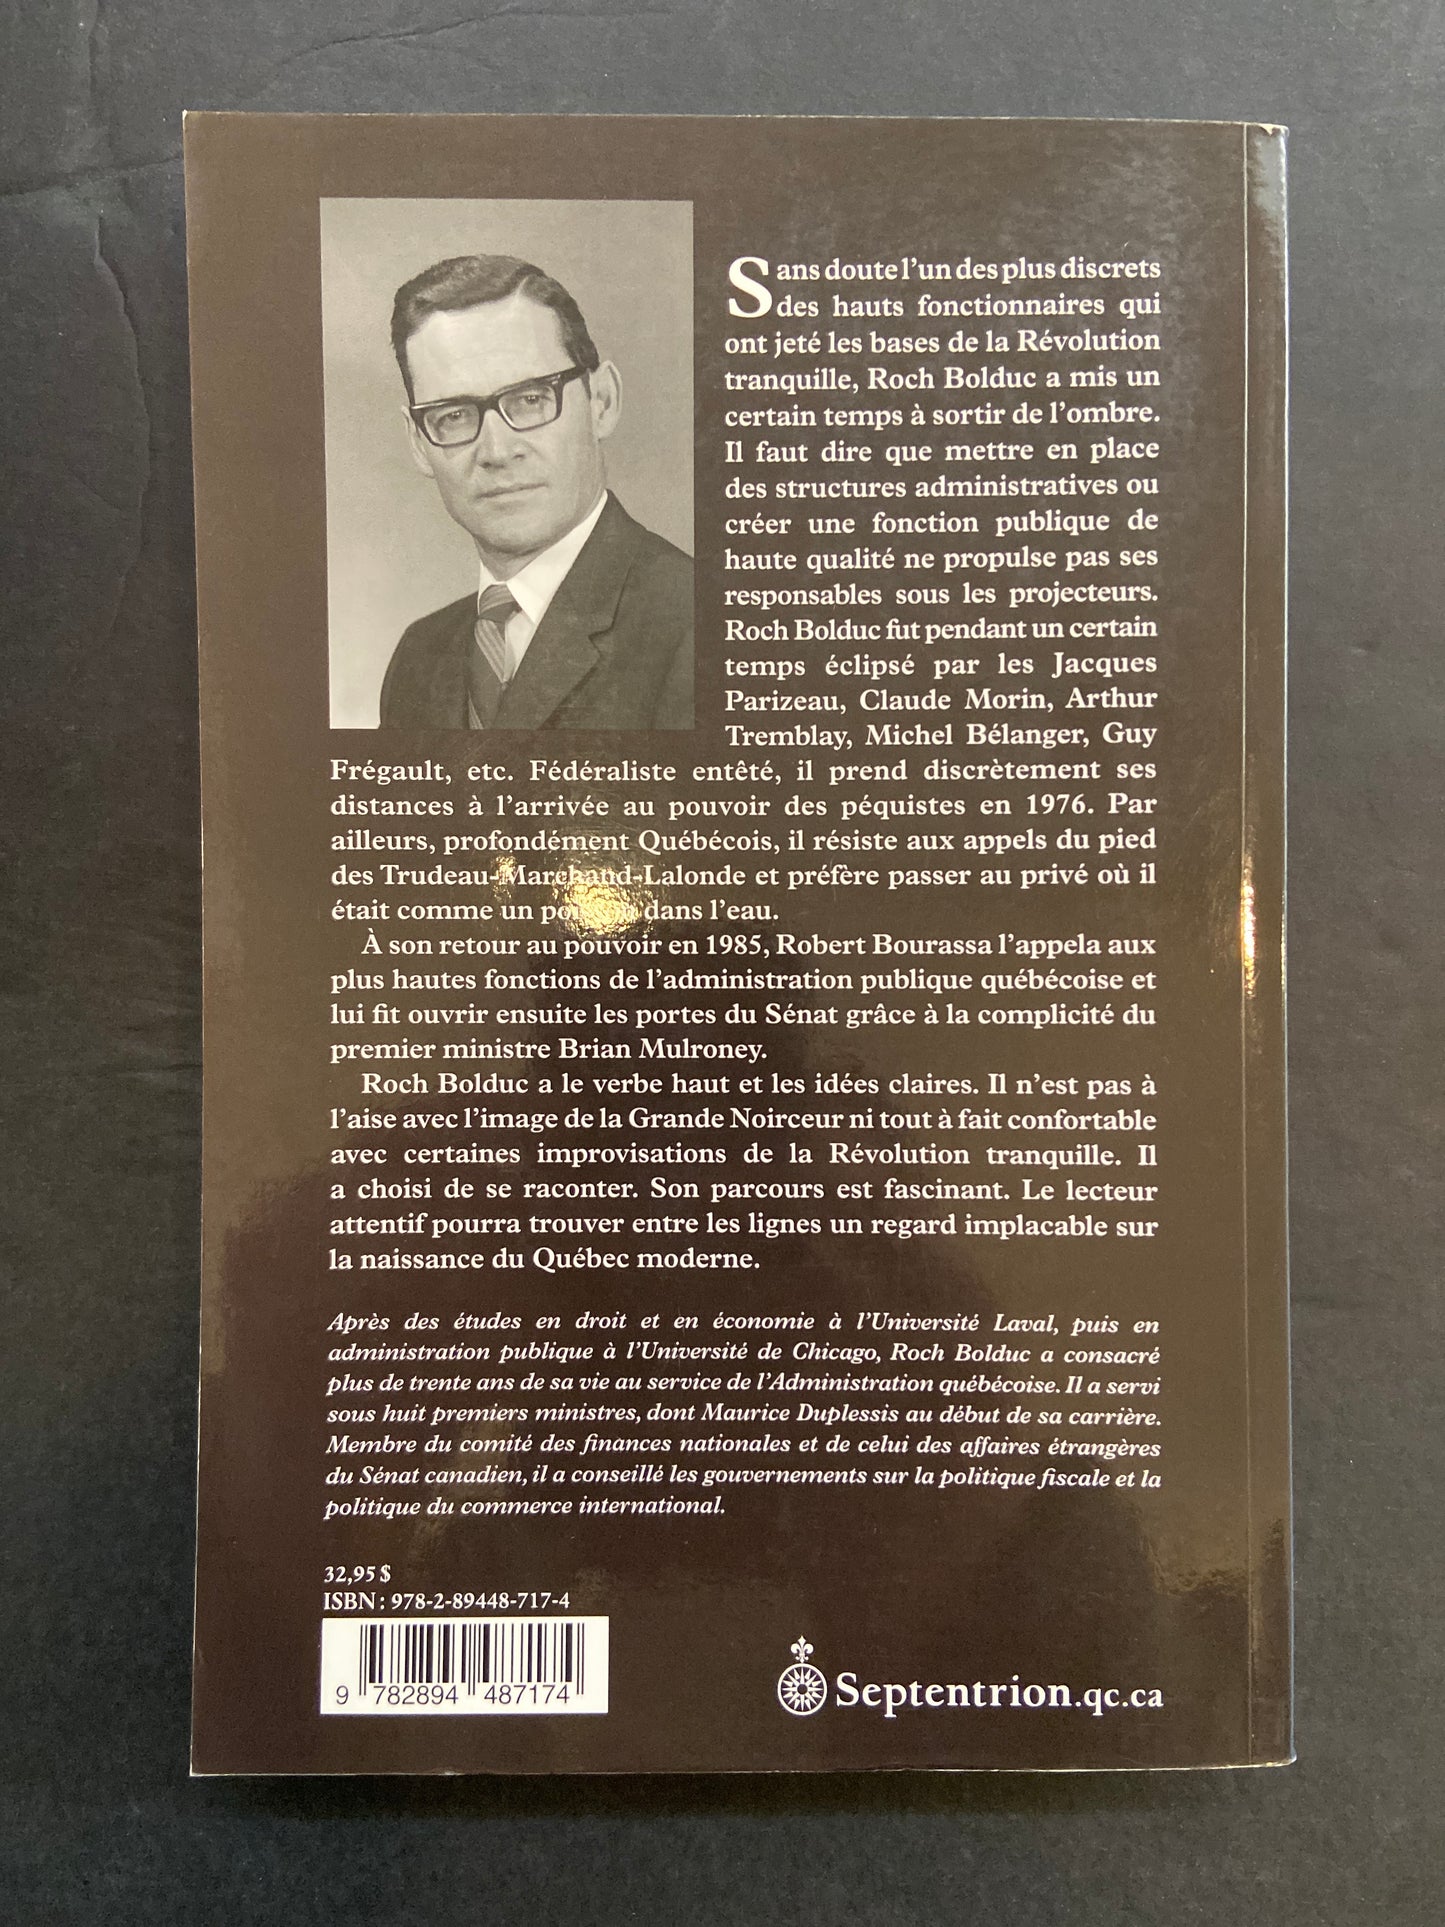 Sans doute l'un des plus discrets
des hauts fonctionnaires qui
ont jeté les bases de la Révolution
tranquille, Roch Bolduc a mis un
certain temps à sortir de l'ombre.
Il faut dire que mettre en place
des structures administratives ou
créer une fonction publique de
haute qualité ne propulse pas ses
responsables sous les projecteurs.
Roch Bolduc fut pendant un certain
temps éclipsé par les Jacques
Parizeau, Claude Morin, Arthur
Tremblay, Michel Bélanger, Guy
Frégault, etc. Fédéraliste entêté, il prend discrètement ses
distances à l'arrivée au pouvoir des péquistes en 1976. Par
ailleurs, profondément Québécois, il résiste aux appels du pied
des Trudeau-Marchand-Lalonde et préfère passer au privé où il
était comme un poisson dans l'eau.
À son retour au pouvoir en 1985, Robert Bourassa l'appela aux
plus hautes fonctions de l'administration publique québécoise et
lui fit ouvrir ensuite les portes du Sénat grâce à la complicité du
premier ministre Brian Mulroney.
Roch Bolduc a le verbe haut et les idées claires. Il n'est pas à
l'aise avec l'image de la Grande Noirceur ni tout à fait confortable
avec certaines improvisations de la Révolution tranquille. Il
a choisi de se raconter. Son parcours est fascinant. Le lecteur
attentif pourra trouver entre les lignes un regard implacable sur
la naissance du Québec moderne.
Après des études en droit et en économie à l'Université Laval, puis en
administration publique à l'Université de Chicago, Roch Bolduc a consacré
plus de trente ans de sa vie au service de l'Administration québécoise. Il a servi
sous huit premiers ministres, dont Maurice Duplessis au début de sa carrière.
Membre du comité des finances nationales et de celui des affaires étrangères
du Sénat canadien, il a conseillé les gouvernements sur la politique fiscale et la
politique du commerce international.
32,95 $
ISBN : 978-2-89448-717-4
9 782894 487174
Septentrion.qc.ca